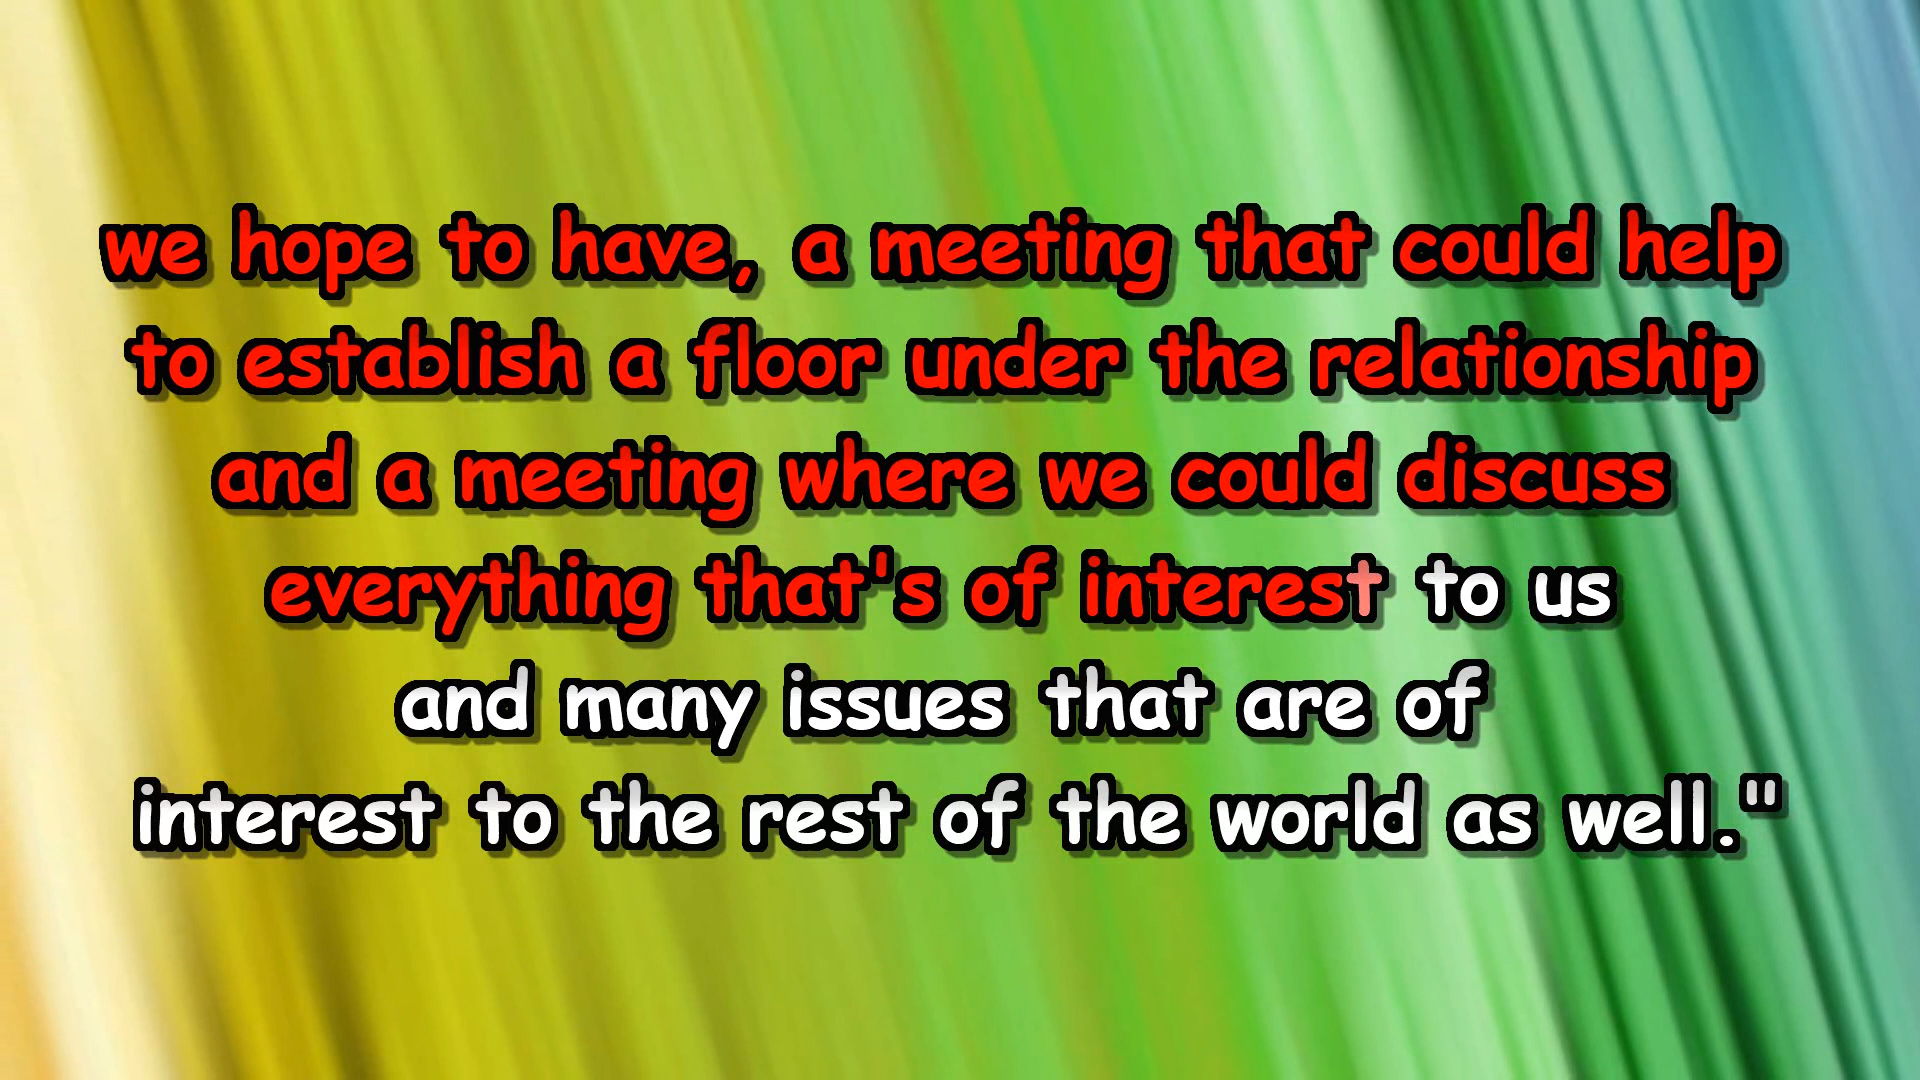 we hope to have, a meeting that could help
to establish a floor under the relationship
and a meeting where we could discuss
everything that's of interest to us
and many issues that are of
interest to the rest of the world as well."